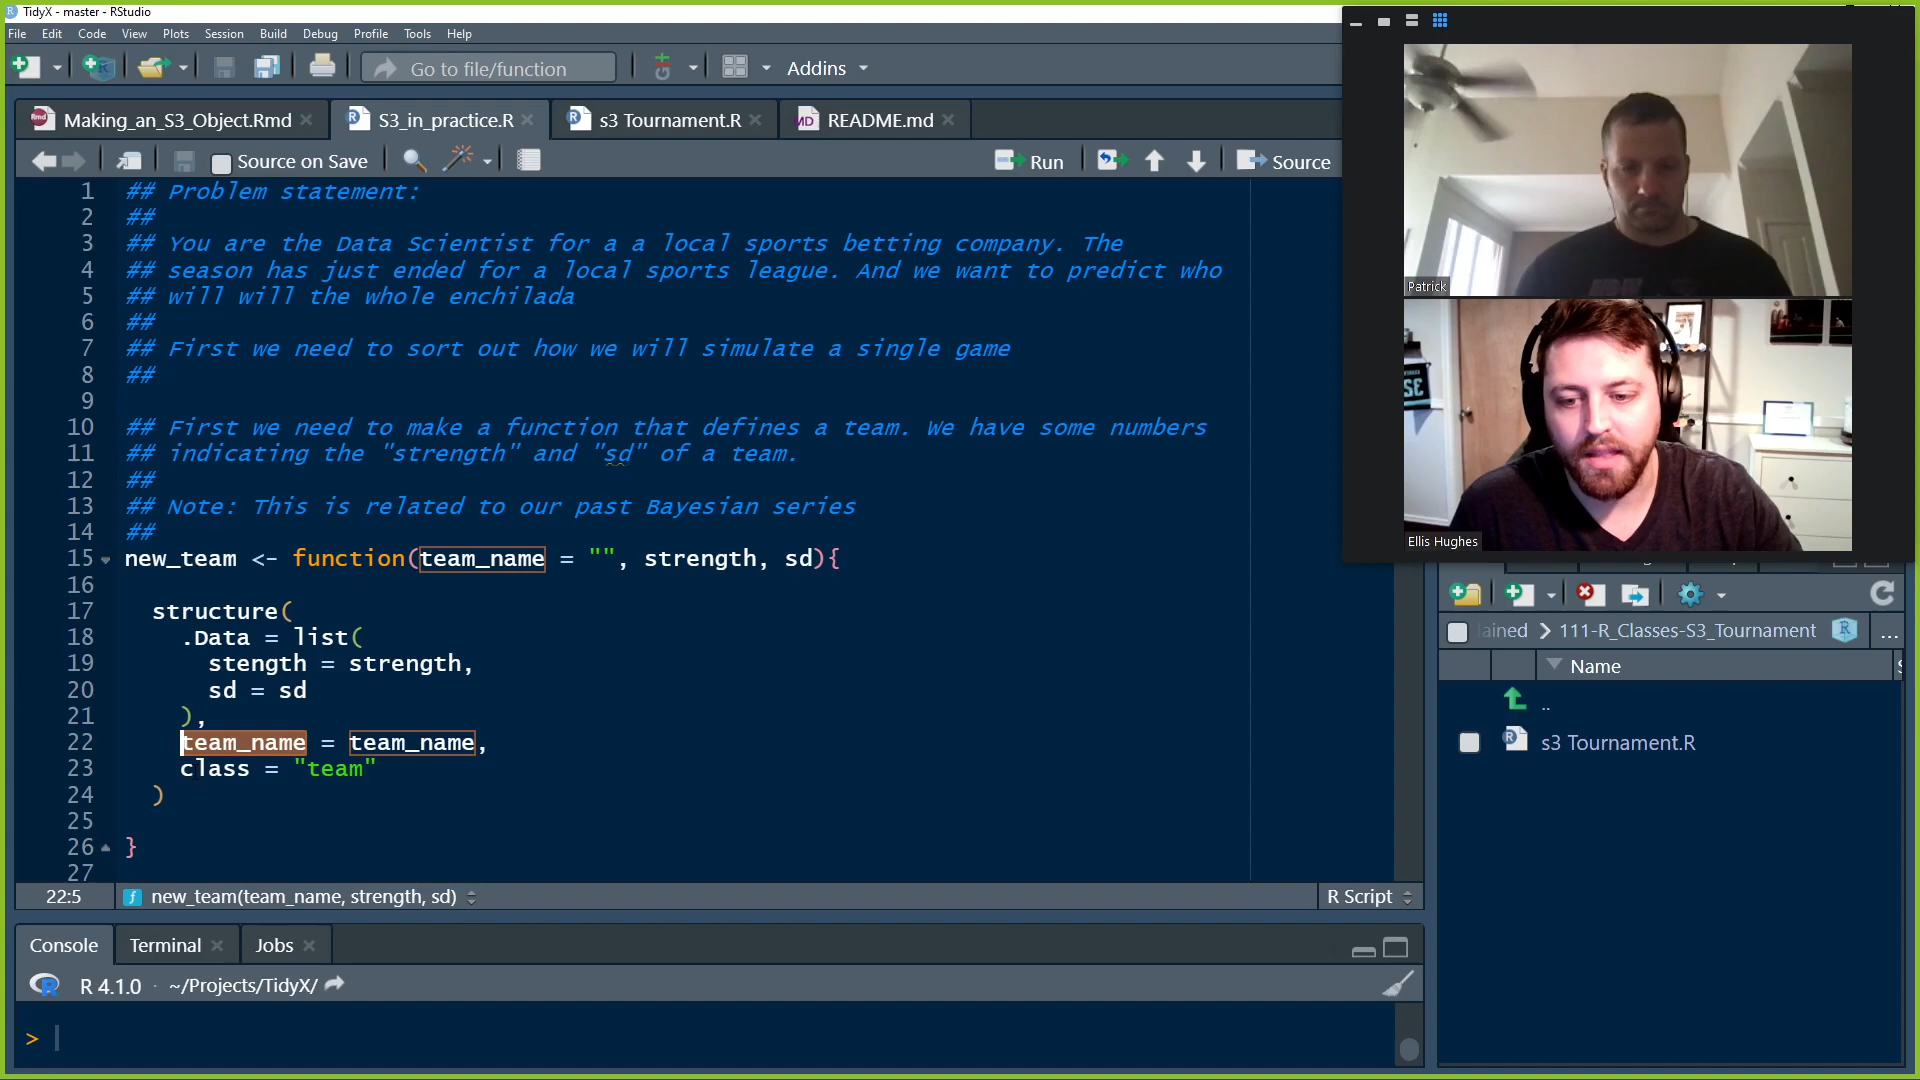 TidyX - master - RStudio
File Edit Code View Plots Session Build Debug Profile Tools Help
Go to file/function
Addins
Making_an_S3_Object.Rmd
S3_in_practice.R
s3 Tournament.R
README.md
Source on Save
Run
Source
1 ## Problem statement:
2 ##
3 ## You are the Data Scientist for a a local sports betting company. The
4 ## season has just ended for a local sports league. And we want to predict who
5 ## will will the whole enchilada
6 ##
7 ## First we need to sort out how we will simulate a single game
8 ##
9
10 ## First we need to make a function that defines a team. We have some numbers
11 ## indicating the "strength" and "sd" of a team.
12 ##
13 ## Note: This is related to our past Bayesian series
14 ##
15 new_team <- function(team_name = "", strength, sd){
16
17 structure(
18 .Data = list(
19 stength = strength,
20 sd = sd
21 ),
22 team_name = team_name,
23 class = "team"
24 )
25
26 }
27
22:5
new_team(team_name, strength, sd)
R Script
Console
Terminal
Jobs
R 4.1.0 · ~/Projects/TidyX/
>
Patrick
Ellis Hughes
ained
111-R_Classes-S3_Tournament
...
Name
..
s3 Tournament.R